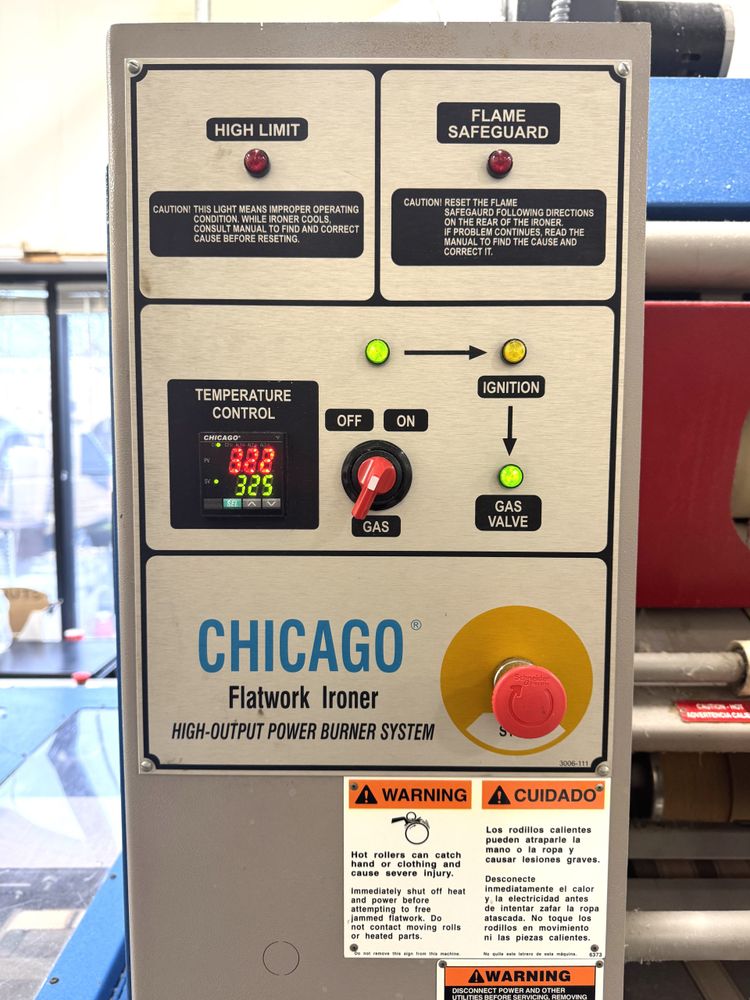 HIGH LIMIT
CAUTION! THIS LIGHT MEANS IMPROPER OPERATING
CONDITION. WHILE IRONER COOLS,
CONSULT MANUAL TO FIND AND CORRECT
CAUSE BEFORE RESETING.
FLAME
SAFEGUARD
CAUTION! RESET THE FLAME
SAFEGAURD FOLLOWING DIRECTIONS
ON THE REAR OF THE IRONER.
IF PROBLEM CONTINUES, READ THE
MANUAL TO FIND THE CAUSE AND
CORRECT IT.
TEMPERATURE
CONTROL
CHICAGO®
PV
SV
325
SEL
OFF
ON
GAS
IGNITION
GAS
VALVE
CHICAGO®
Flatwork Ironer
HIGH-OUTPUT POWER BURNER SYSTEM
Schneider
3006-111
WARNING
Hot rollers can catch
hand or clothing and
cause severe injury.
Immediately shut off heat
and power before
attempting to free
jammed flatwork. Do
not contact moving rolls
or heated parts.
Do not remove this sign from this machine.
CUIDADO
Los rodillos calientes
pueden atraparle la
mano o la ropa y
causar lesiones graves.
Desconecte
inmediatamente el calor
y la electricidad antes
de intentar zafar la ropa
atascada. No toque los
rodillos en movimiento
ni las piezas calientes.
No quite este letrero de esta máquina.
6373
WARNING
DISCONNECT POWER AND OTHER
UTILITIES BEFORE SERVICING, REMOVING
CAUTION - HOT
ADVERTENCIA CALI